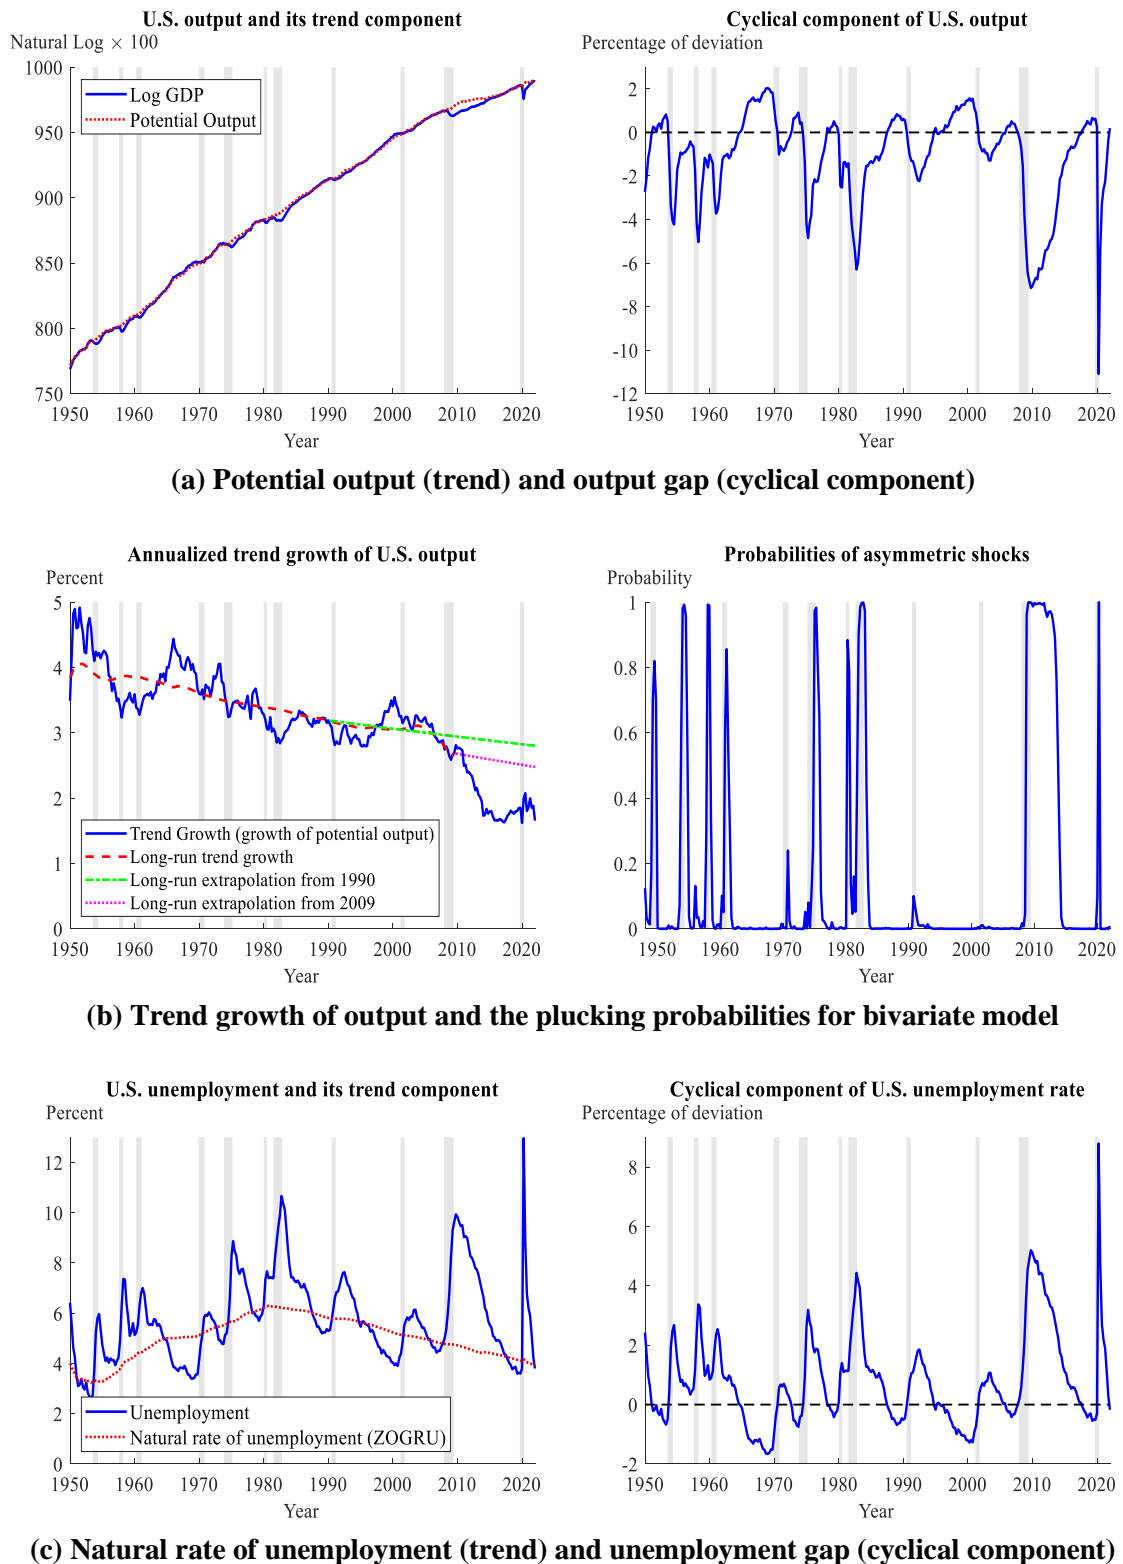 U.S. output and its trend component
Natural Log × 100
1000
950
900
850
800
750
Log GDP
Potential Output
1950 1960 1970 1980 1990 2000 2010 2020
Year
Cyclical component of U.S. output
Percentage of deviation
2
0
-2
-4
-6
-8
-10
-12
1950 1960 1970 1980 1990 2000 2010 2020
Year
(a) Potential output (trend) and output gap (cyclical component)
Annualized trend growth of U.S. output
Percent
5
4
3
2
1
0
Trend Growth (growth of potential output)
Long-run trend growth
Long-run extrapolation from 1990
Long-run extrapolation from 2009
1950 1960 1970 1980 1990 2000 2010 2020
Year
Probabilities of asymmetric shocks
Probability
1
0.8
0.6
0.4
0.2
0
1950 1960 1970 1980 1990 2000 2010 2020
Year
(b) Trend growth of output and the plucking probabilities for bivariate model
U.S. unemployment and its trend component
Percent
12
10
8
6
4
2
0
Unemployment
Natural rate of unemployment (ZOGRU)
1950 1960 1970 1980 1990 2000 2010 2020
Year
Cyclical component of U.S. unemployment rate
Percentage of deviation
8
6
4
2
0
-2
1950 1960 1970 1980 1990 2000 2010 2020
Year
(c) Natural rate of unemployment (trend) and unemployment gap (cyclical component)